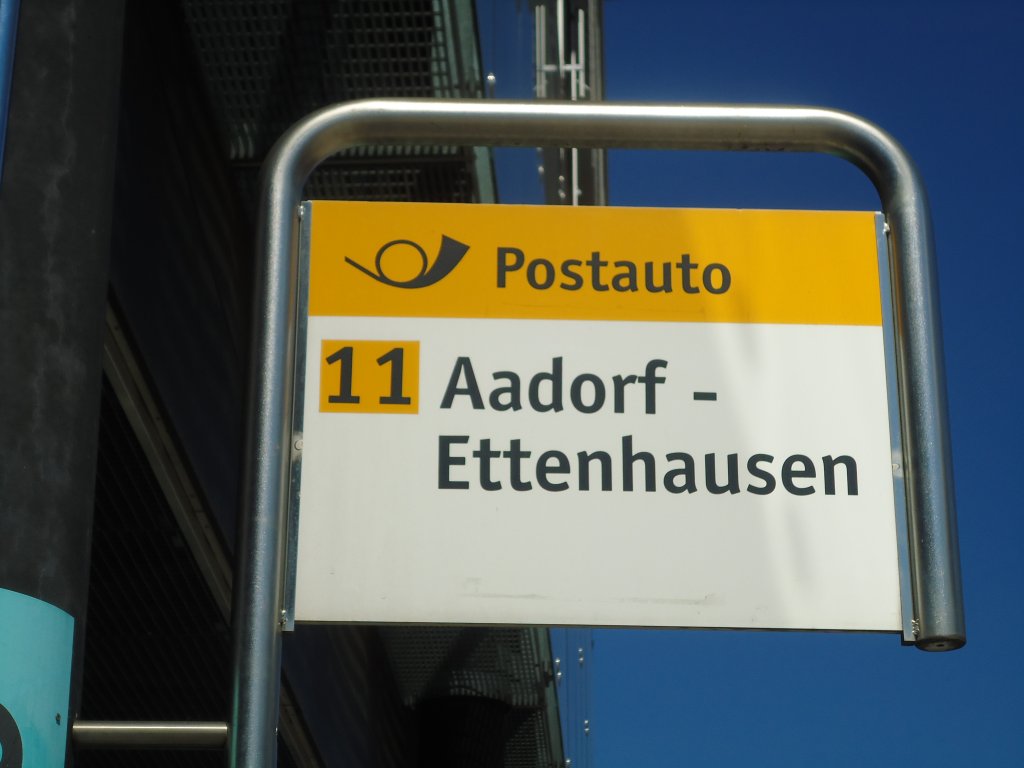 Postauto
11 Aadorf -
Ettenhausen